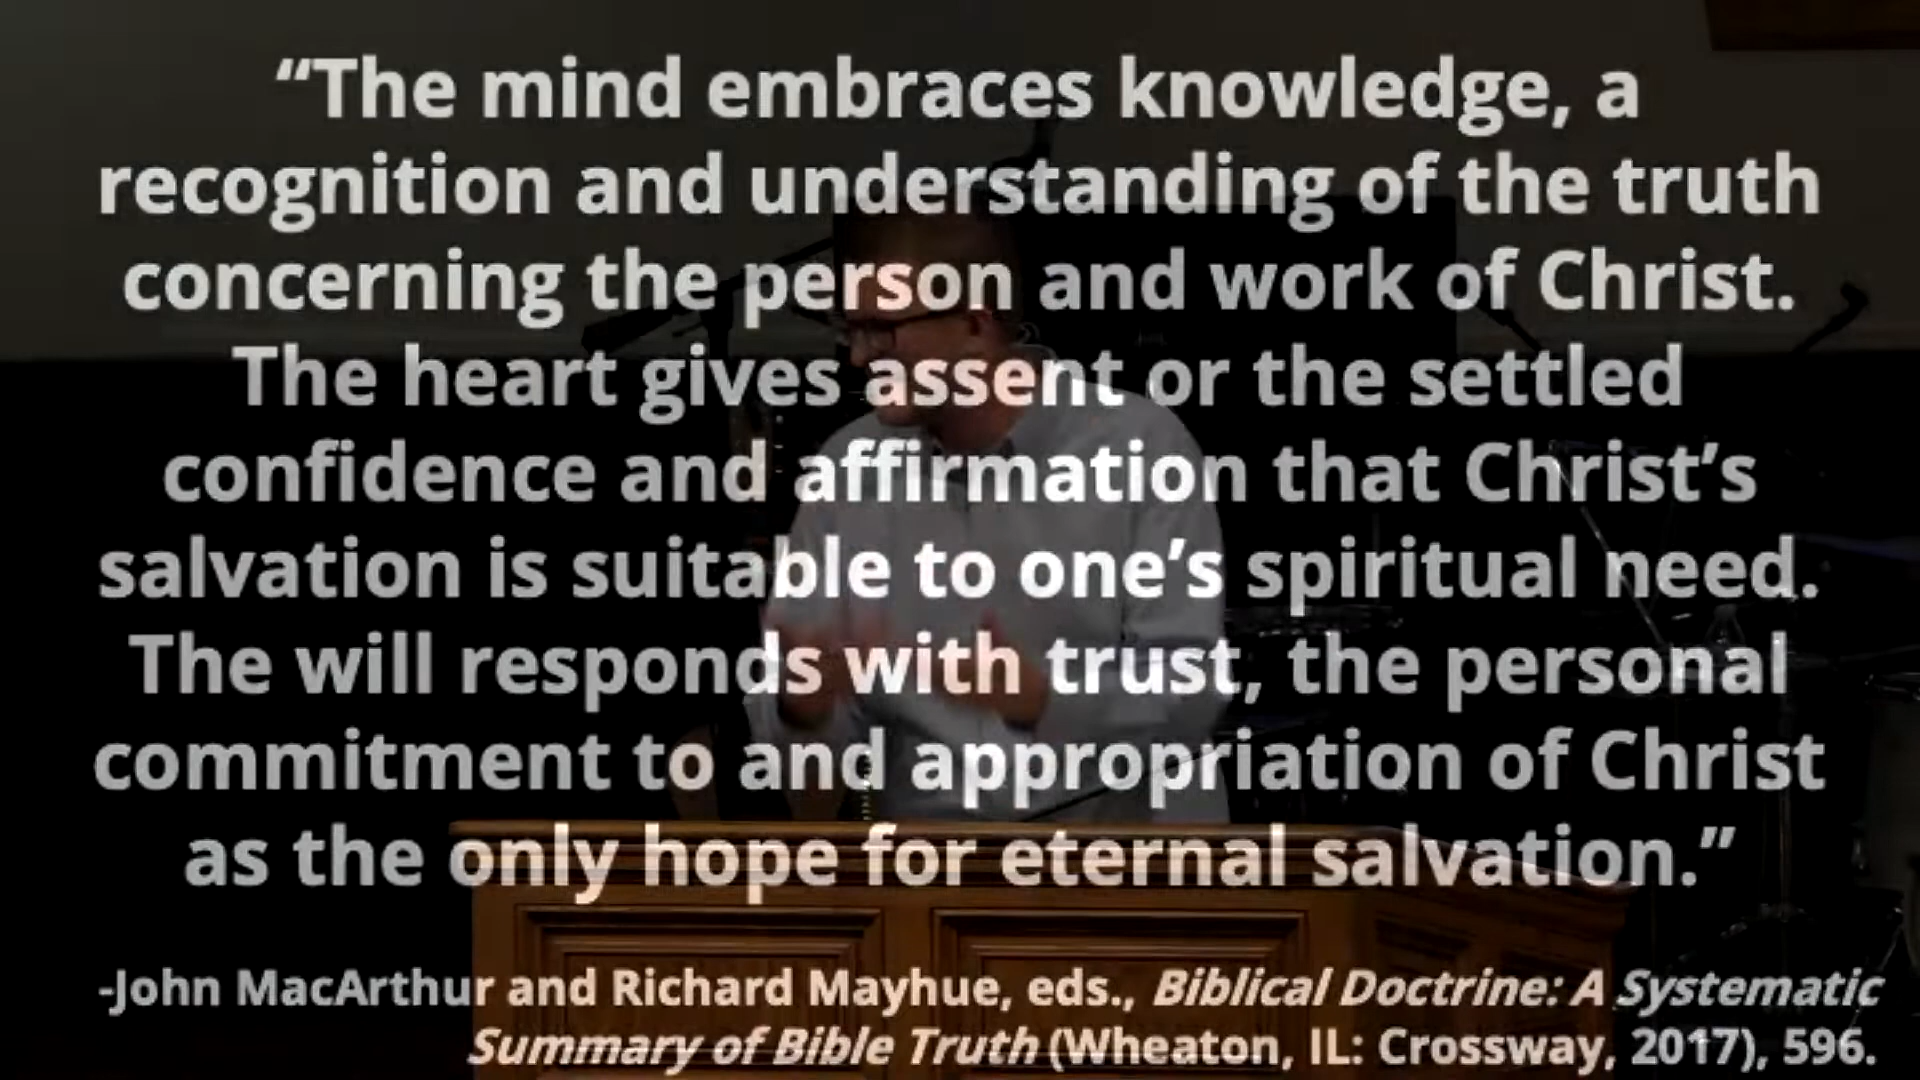 “The mind embraces knowledge, a
recognition and understanding of the truth
concerning the person and work of Christ.
The heart gives assent or the settled
confidence and affirmation that Christ’s
salvation is suitable to one’s spiritual need.
The will responds with trust, the personal
commitment to and appropriation of Christ
as the only hope for eternal salvation.”
-John MacArthur and Richard Mayhue, eds., Biblical Doctrine: A Systematic
Summary of Bible Truth (Wheaton, IL: Crossway, 2017), 596.